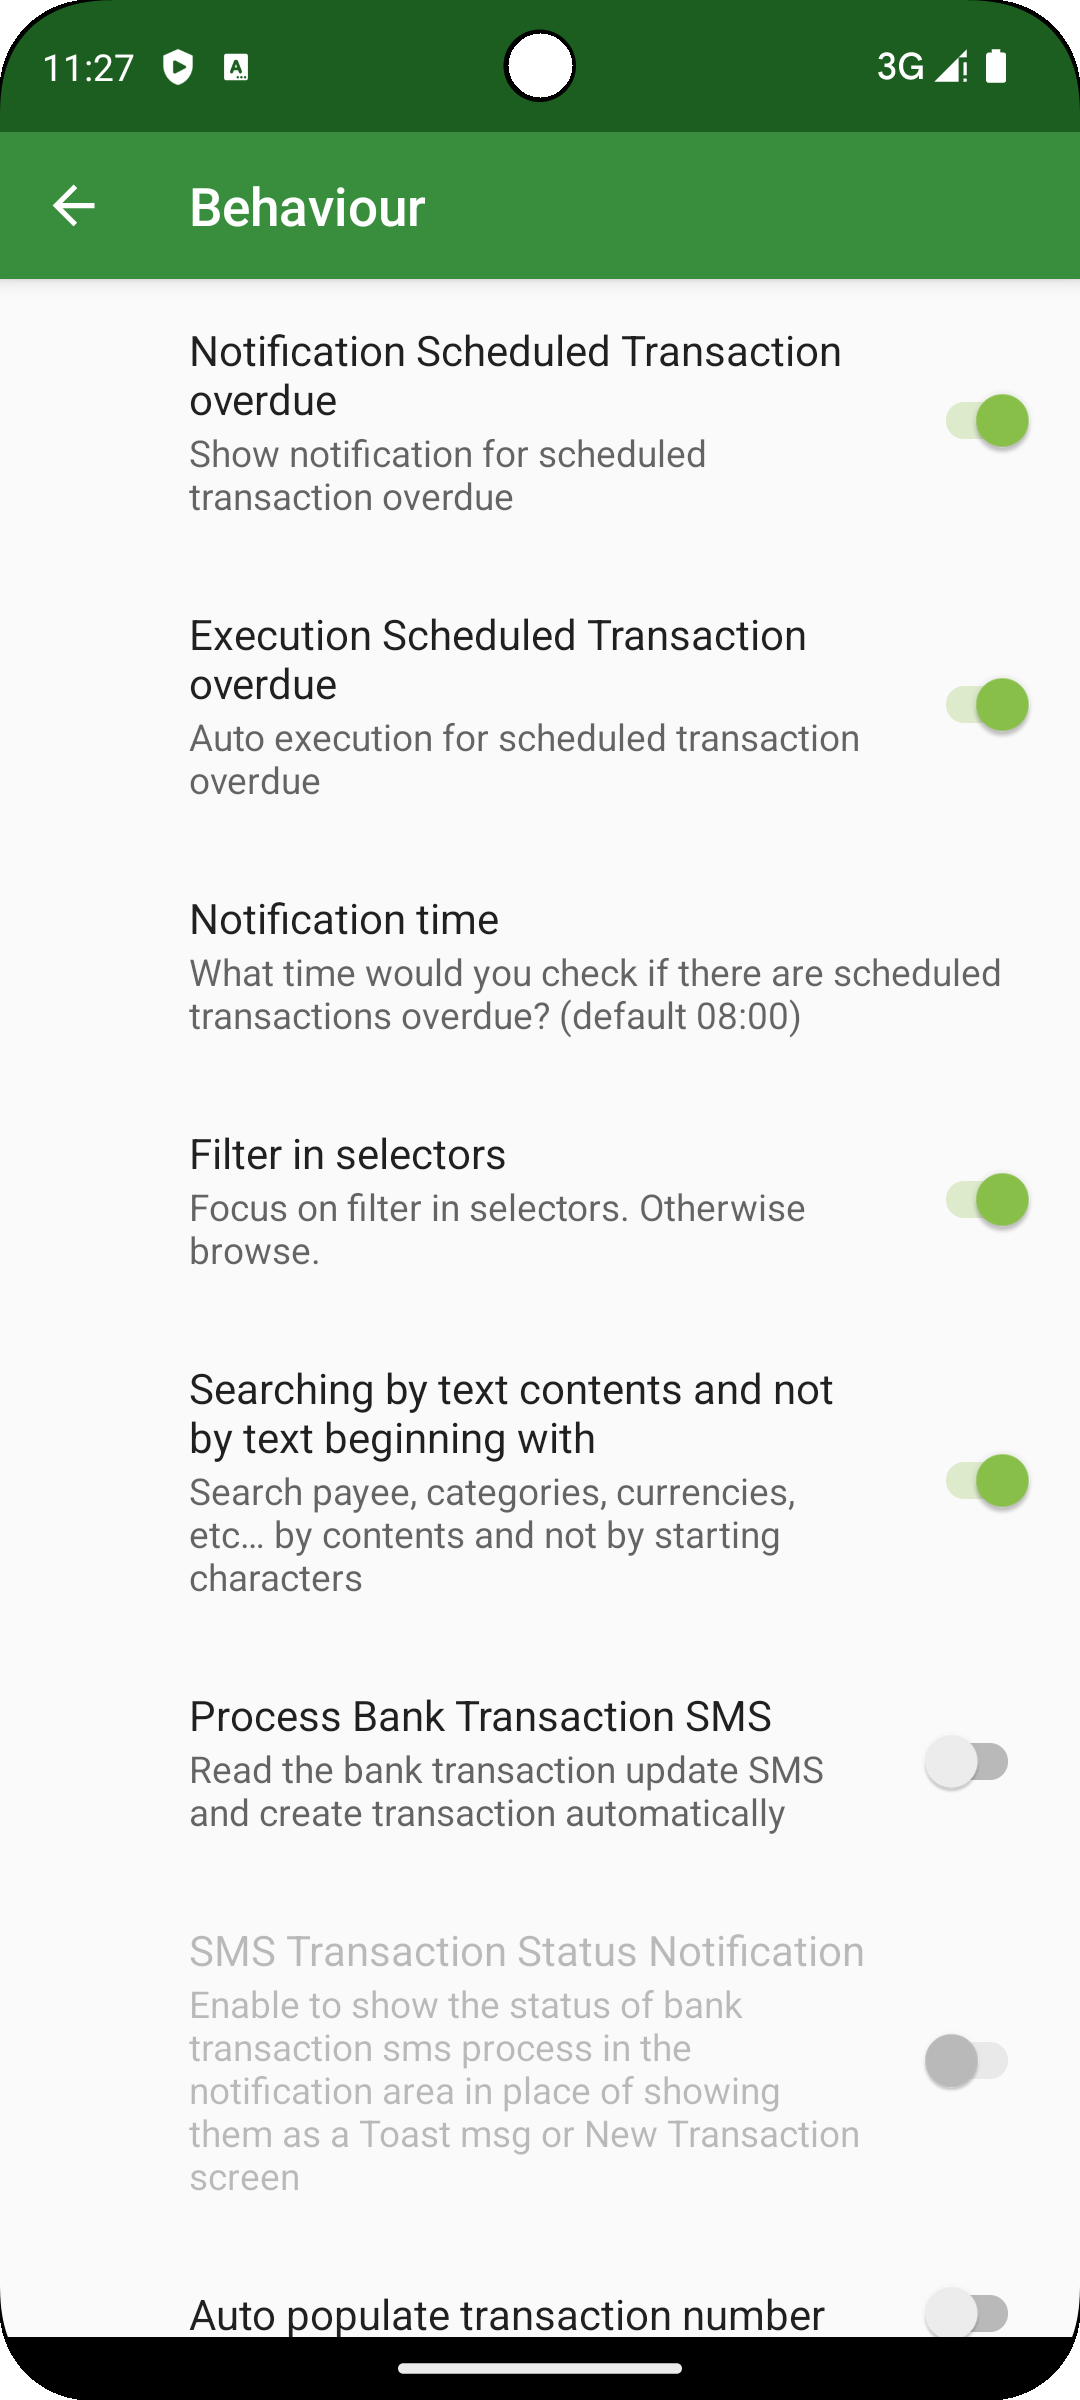 11:27
3G
Behaviour
Notification Scheduled Transaction
overdue
Show notification for scheduled
transaction overdue
Execution Scheduled Transaction
overdue
Auto execution for scheduled transaction
overdue
Notification time
What time would you check if there are scheduled
transactions overdue? (default 08:00)
Filter in selectors
Focus on filter in selectors. Otherwise
browse.
Searching by text contents and not
by text beginning with
Search payee, categories, currencies,
etc… by contents and not by starting
characters
Process Bank Transaction SMS
Read the bank transaction update SMS
and create transaction automatically
SMS Transaction Status Notification
Enable to show the status of bank
transaction sms process in the
notification area in place of showing
them as a Toast msg or New Transaction
screen
Auto populate transaction number